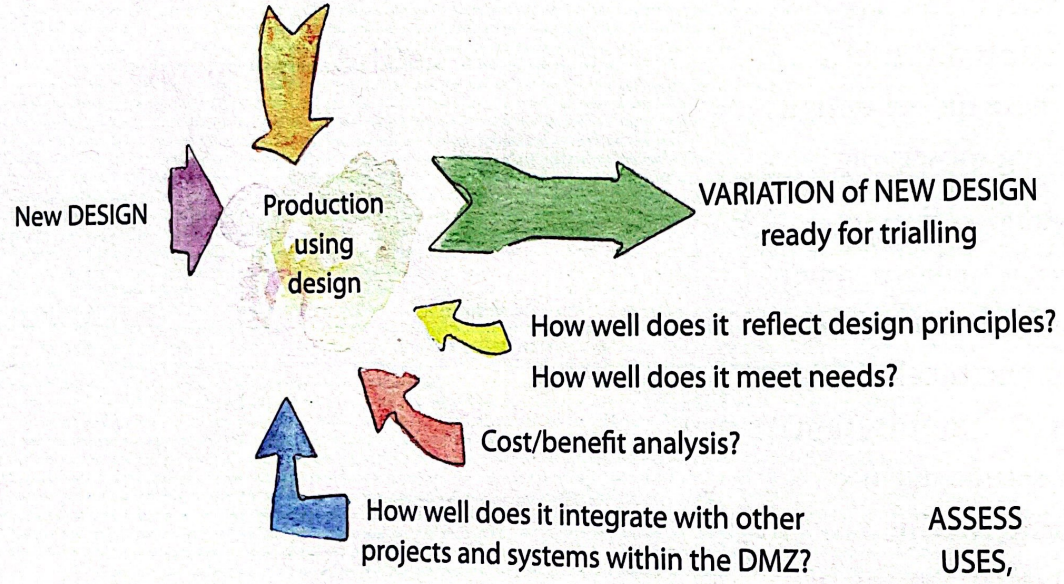 New DESIGN
Production
using
design
VARIATION of NEW DESIGN
ready for trialling
How well does it reflect design principles?
How well does it meet needs?
Cost/benefit analysis?
How well does it integrate with other
projects and systems within the DMZ?
ASSESS
USES,